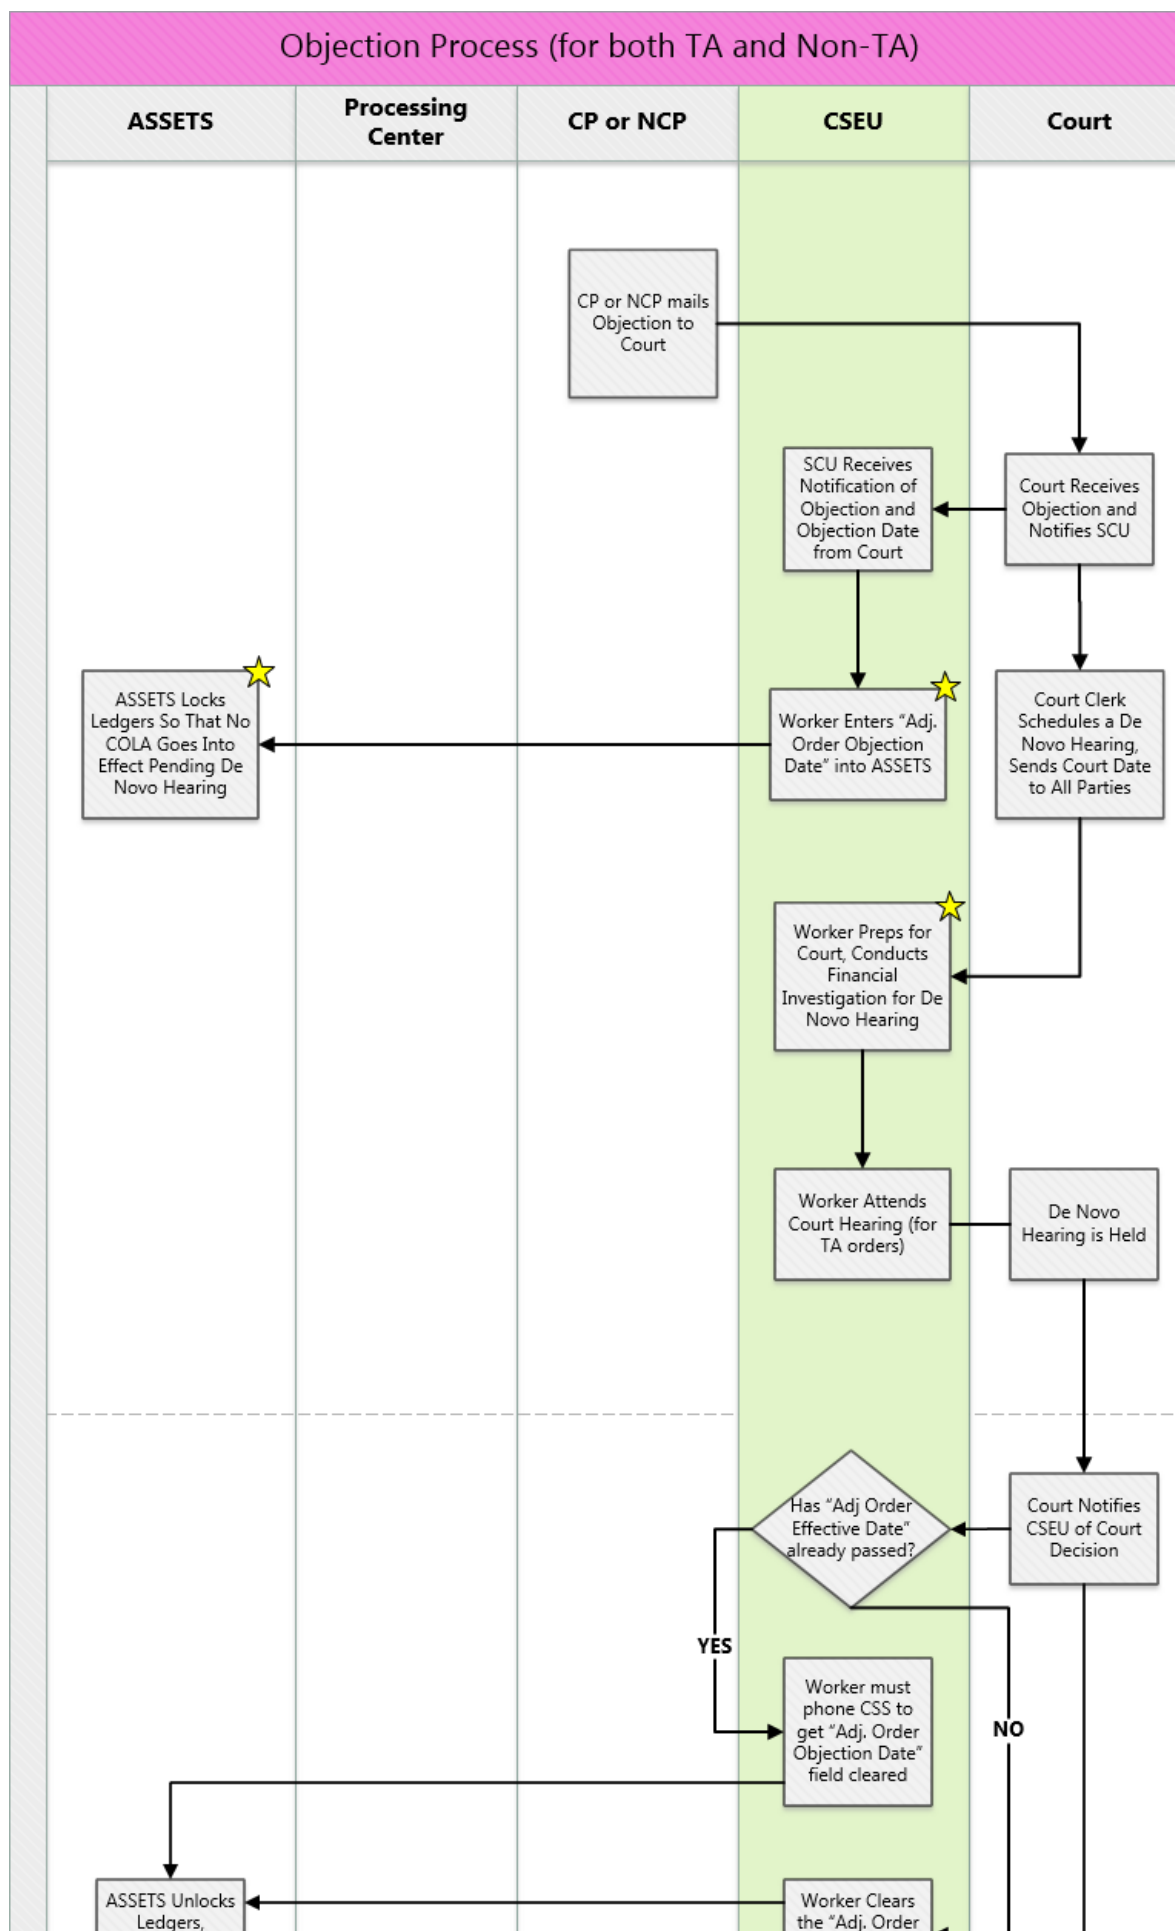 Objection Process (for both TA and Non-TA)
ASSETS
Processing
Center
CP or NCP
CSEU
Court
CP or NCP mails
Objection to
Court
SCU Receives
Notification of
Objection and
Objection Date
from Court
Court Receives
Objection and
Notifies SCU
ASSETS Locks
Ledgers So That No
COLA Goes Into
Effect Pending De
Novo Hearing
Worker Enters “Adj.
Order Objection
Date” into ASSETS
Court Clerk
Schedules a De
Novo Hearing,
Sends Court Date
to All Parties
Worker Preps for
Court, Conducts
Financial
Investigation for De
Novo Hearing
Worker Attends
Court Hearing (for
TA orders)
De Novo
Hearing is Held
Has “Adj Order
Effective Date”
already passed?
Court Notifies
CSEU of Court
Decision
YES
Worker must
phone CSS to
get “Adj. Order
Objection Date”
field cleared
NO
ASSETS Unlocks
Ledgers,
Worker Clears
the “Adj. Order